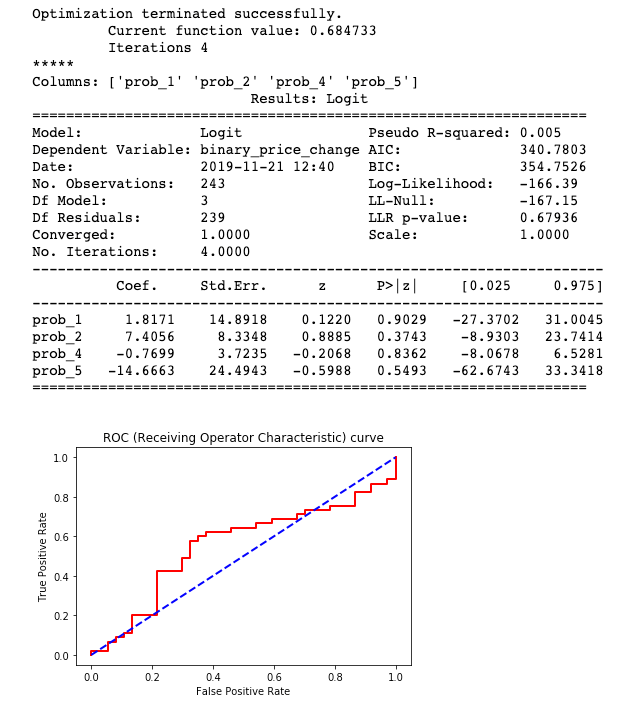 Optimization terminated successfully.
Current function value: 0.684733
Iterations 4
*****
Columns: ['prob_1' 'prob_2' 'prob_4' 'prob_5']
Results: Logit
==================================================================
Model: Logit Pseudo R-squared: 0.005
Dependent Variable: binary_price_change AIC: 340.7803
Date: 2019-11-21 12:40 BIC: 354.7526
No. Observations: 243 Log-Likelihood: -166.39
Df Model: 3 LL-Null: -167.15
Df Residuals: 239 LLR p-value: 0.67936
Converged: 1.0000 Scale: 1.0000
No. Iterations: 4.0000
--------------------------------------------------------------------
Coef. Std.Err. z P>|z| [0.025 0.975]
--------------------------------------------------------------------
prob_1 1.8171 14.8918 0.1220 0.9029 -27.3702 31.0045
prob_2 7.4056 8.3348 0.8885 0.3743 -8.9303 23.7414
prob_4 -0.7699 3.7235 -0.2068 0.8362 -8.0678 6.5281
prob_5 -14.6663 24.4943 -0.5988 0.5493 -62.6743 33.3418
==================================================================
ROC (Receiving Operator Characteristic) curve
1.0
0.8
0.6
0.4
0.2
0.0
True Positive Rate
0.0 0.2 0.4 0.6 0.8 1.0
False Positive Rate